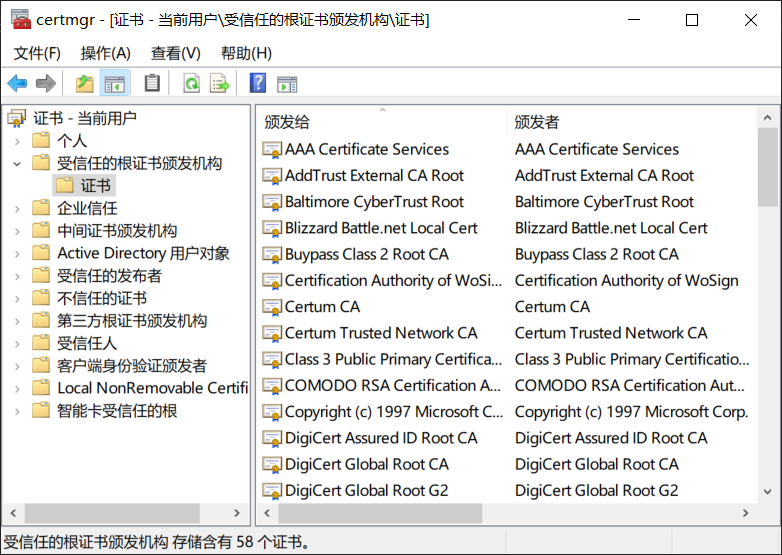 certmgr - [证书 - 当前用户\受信任的根证书颁发机构\证书]
文件(F) 操作(A) 查看(V) 帮助(H)
证书 - 当前用户
个人
受信任的根证书颁发机构
证书
企业信任
中间证书颁发机构
Active Directory 用户对象
受信任的发布者
不信任的证书
第三方根证书颁发机构
受信任人
客户端身份验证颁发者
Local NonRemovable Certifi
智能卡受信任的根
颁发给 颁发者
AAA Certificate Services AAA Certificate Services
AddTrust External CA Root AddTrust External CA Root
Baltimore CyberTrust Root Baltimore CyberTrust Root
Blizzard Battle.net Local Cert Blizzard Battle.net Local Cert
Buypass Class 2 Root CA Buypass Class 2 Root CA
Certification Authority of WoSi... Certification Authority of WoSign
Certum CA Certum CA
Certum Trusted Network CA Certum Trusted Network CA
Class 3 Public Primary Certifica... Class 3 Public Primary Certificatio...
COMODO RSA Certification A... COMODO RSA Certification Aut...
Copyright (c) 1997 Microsoft C... Copyright (c) 1997 Microsoft Corp.
DigiCert Assured ID Root CA DigiCert Assured ID Root CA
DigiCert Global Root CA DigiCert Global Root CA
DigiCert Global Root G2 DigiCert Global Root G2
受信任的根证书颁发机构 存储含有 58 个证书。